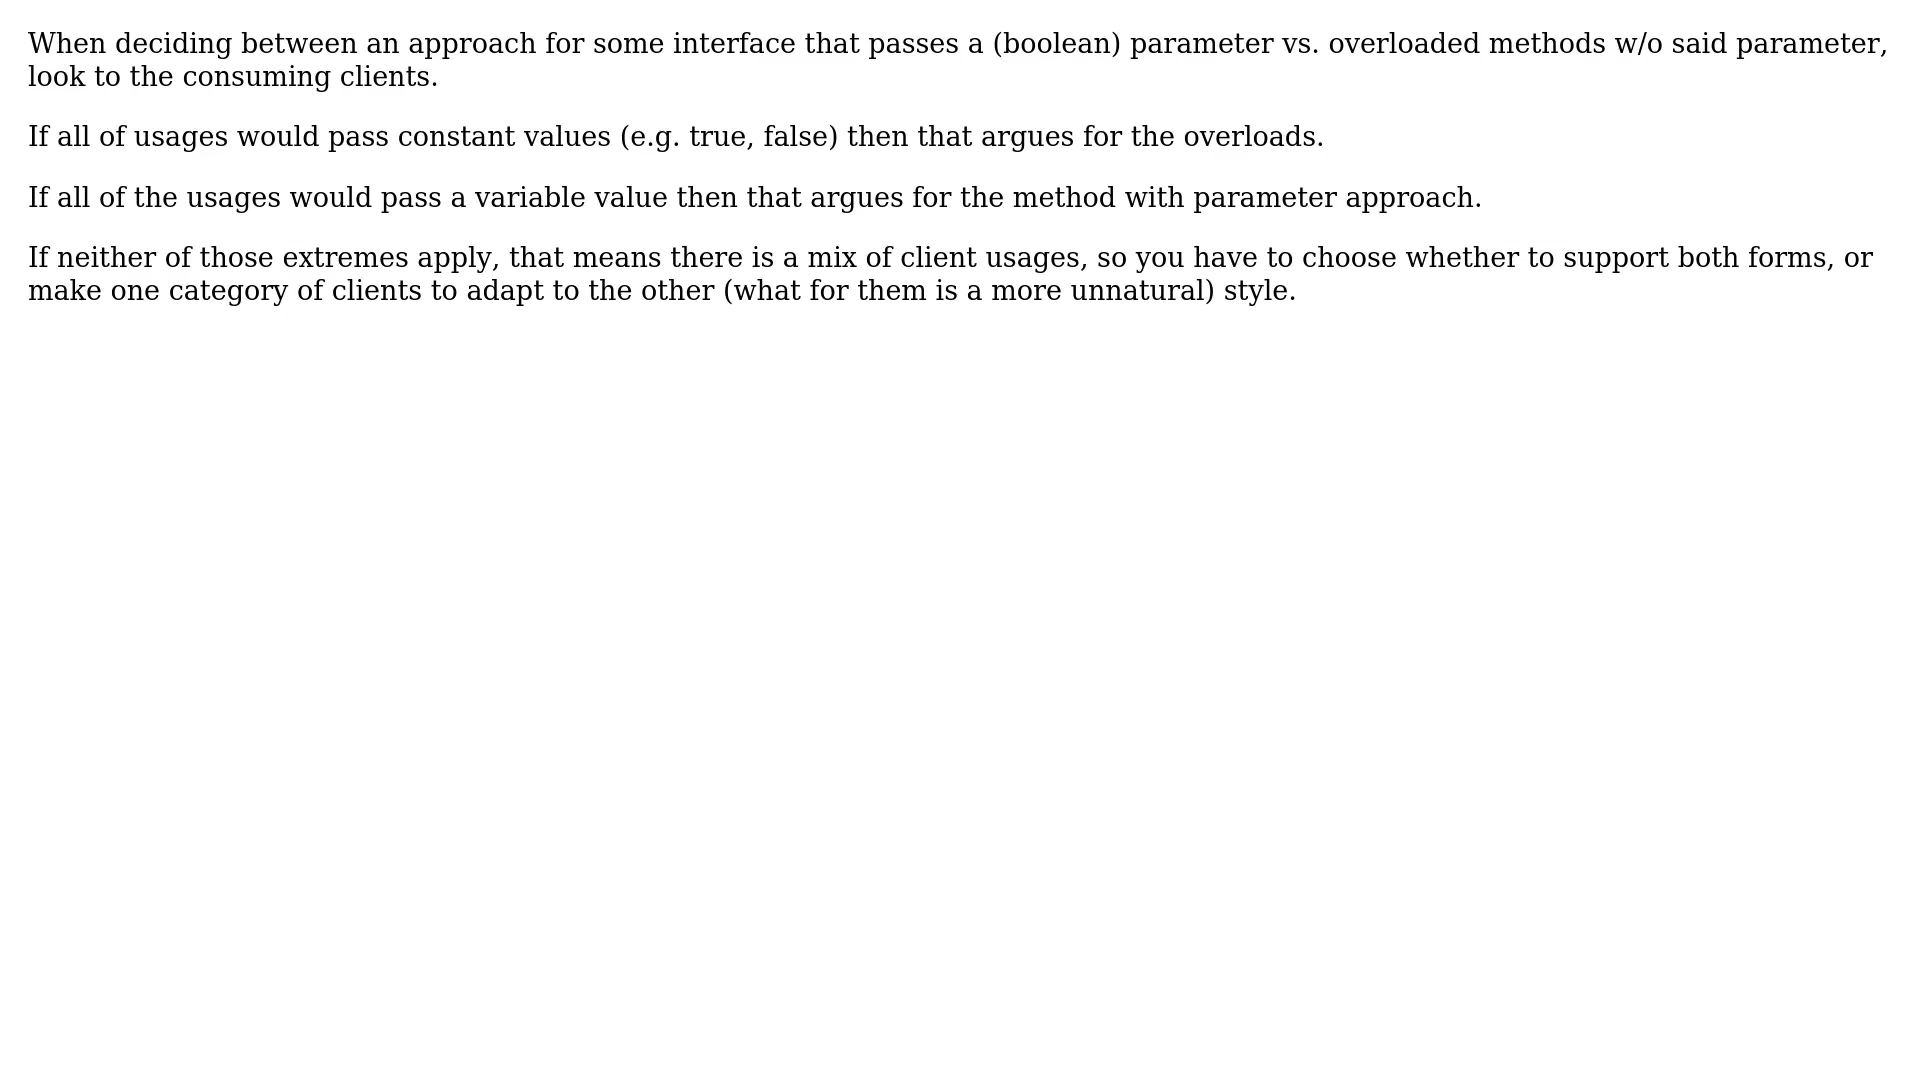 When deciding between an approach for some interface that passes a (boolean) parameter vs. overloaded methods w/o said parameter,
look to the consuming clients.
If all of usages would pass constant values (e.g. true, false) then that argues for the overloads.
If all of the usages would pass a variable value then that argues for the method with parameter approach.
If neither of those extremes apply, that means there is a mix of client usages, so you have to choose whether to support both forms, or
make one category of clients to adapt to the other (what for them is a more unnatural) style.